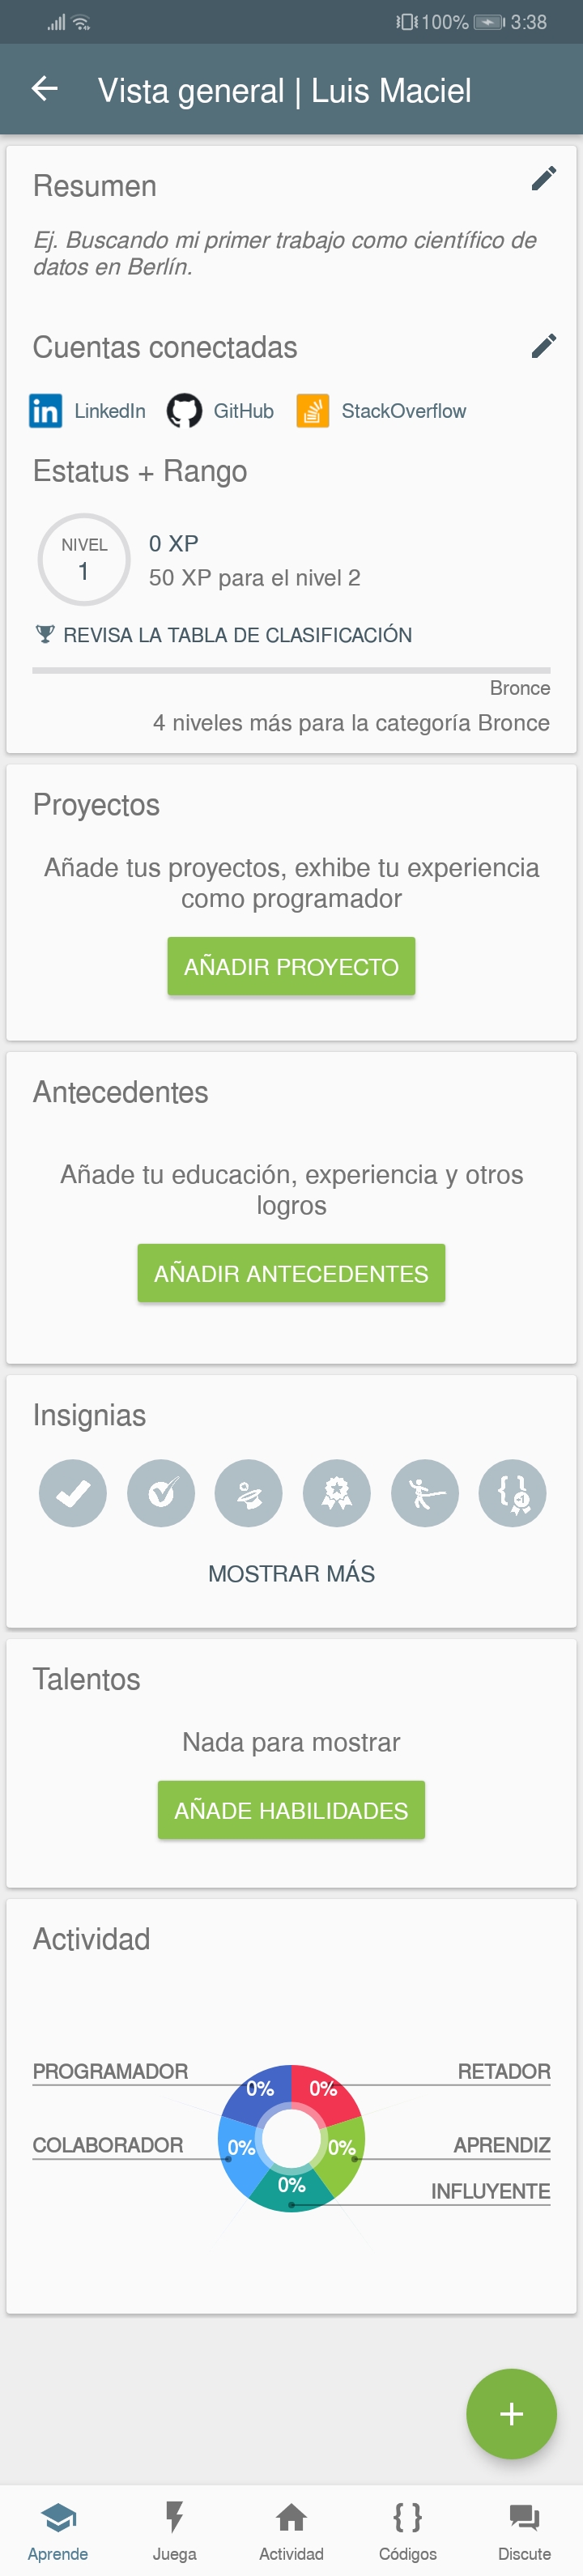 100% 3:38
Vista general | Luis Maciel
Resumen
Ej. Buscando mi primer trabajo como científico de
datos en Berlín.
Cuentas conectadas
in LinkedIn GitHub StackOverflow
Estatus + Rango
NIVEL
1
0 XP
50 XP para el nivel 2
REVISA LA TABLA DE CLASIFICACIÓN
Bronce
4 niveles más para la categoría Bronce
Proyectos
Añade tus proyectos, exhibe tu experiencia
como programador
AÑADIR PROYECTO
Antecedentes
Añade tu educación, experiencia y otros
logros
AÑADIR ANTECEDENTES
Insignias
{ } 1
MOSTRAR MÁS
Talentos
Nada para mostrar
AÑADE HABILIDADES
Actividad
PROGRAMADOR 0% 0% RETADOR
COLABORADOR 0% 0% APRENDIZ
0% INFLUYENTE
+
{ }
Aprende Juega Actividad Códigos Discute